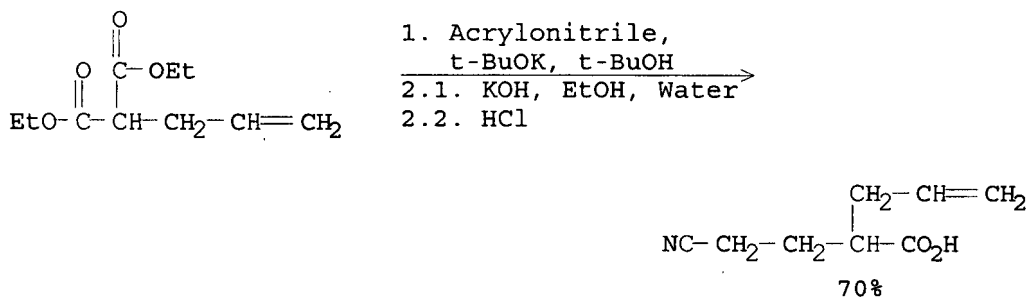 1. Acrylonitrile,
t-BuOK, t-BuOH
2.1. KOH, EtOH, Water
2.2. HCl
O
O C-OEt
EtO-C-CH-CH2-CH=CH2
CH2-CH=CH2
NC-CH2-CH2-CH-CO2H
70%